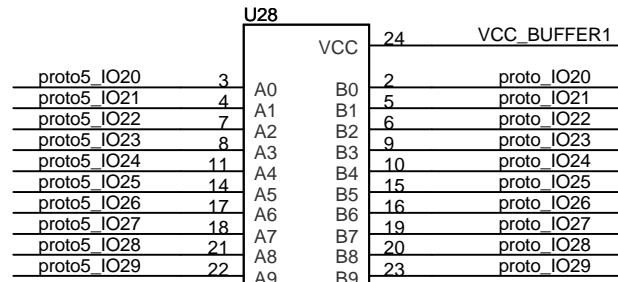 U28
VCC 24 VCC_BUFFER1
proto5_IO20 3 A0 B0 2 proto_IO20
proto5_IO21 4 A1 B1 5 proto_IO21
proto5_IO22 7 A2 B2 6 proto_IO22
proto5_IO23 8 A3 B3 9 proto_IO23
proto5_IO24 11 A4 B4 10 proto_IO24
proto5_IO25 14 A5 B5 15 proto_IO25
proto5_IO26 17 A6 B6 16 proto_IO26
proto5_IO27 18 A7 B7 19 proto_IO27
proto5_IO28 21 A8 B8 20 proto_IO28
proto5_IO29 22 A9 B9 23 proto_IO29